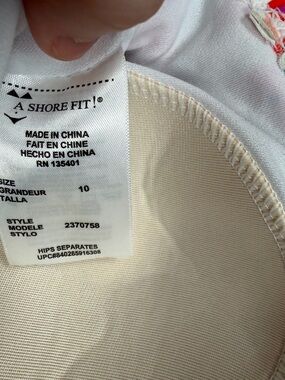 A SHORE FIT!®
MADE IN CHINA
FAIT EN CHINE
HECHO EN CHINA
RN 135401
SIZE
GRANDEUR 10
TALLA
STYLE
MODELE 2370758
STYLO
HIPS SEPARATES
UPC#840265916308